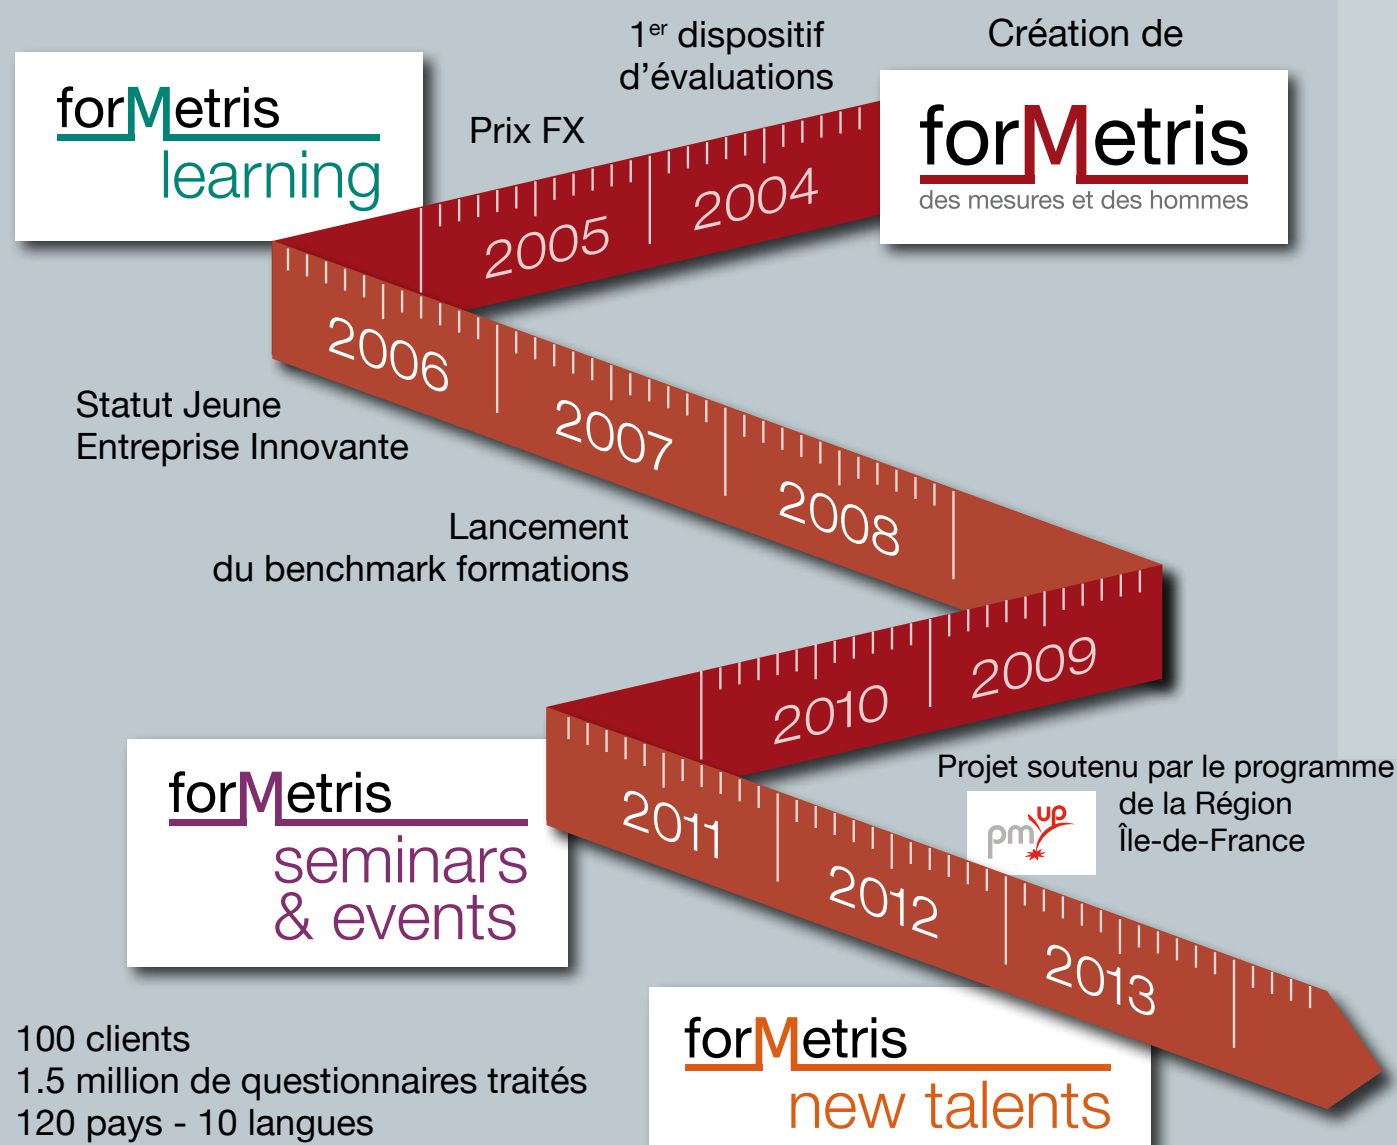 Création de
forMetris
des mesures et des hommes
1er dispositif
d’évaluations
Prix FX
forMetris
learning
2004
2005
2006
2007
2008
Statut Jeune
Entreprise Innovante
Lancement
du benchmark formations
2009
2010
2011
2012
2013
forMetris
seminars
& events
Projet soutenu par le programme
pm'up
de la Région
Île-de-France
forMetris
new talents
100 clients
1.5 million de questionnaires traités
120 pays - 10 langues